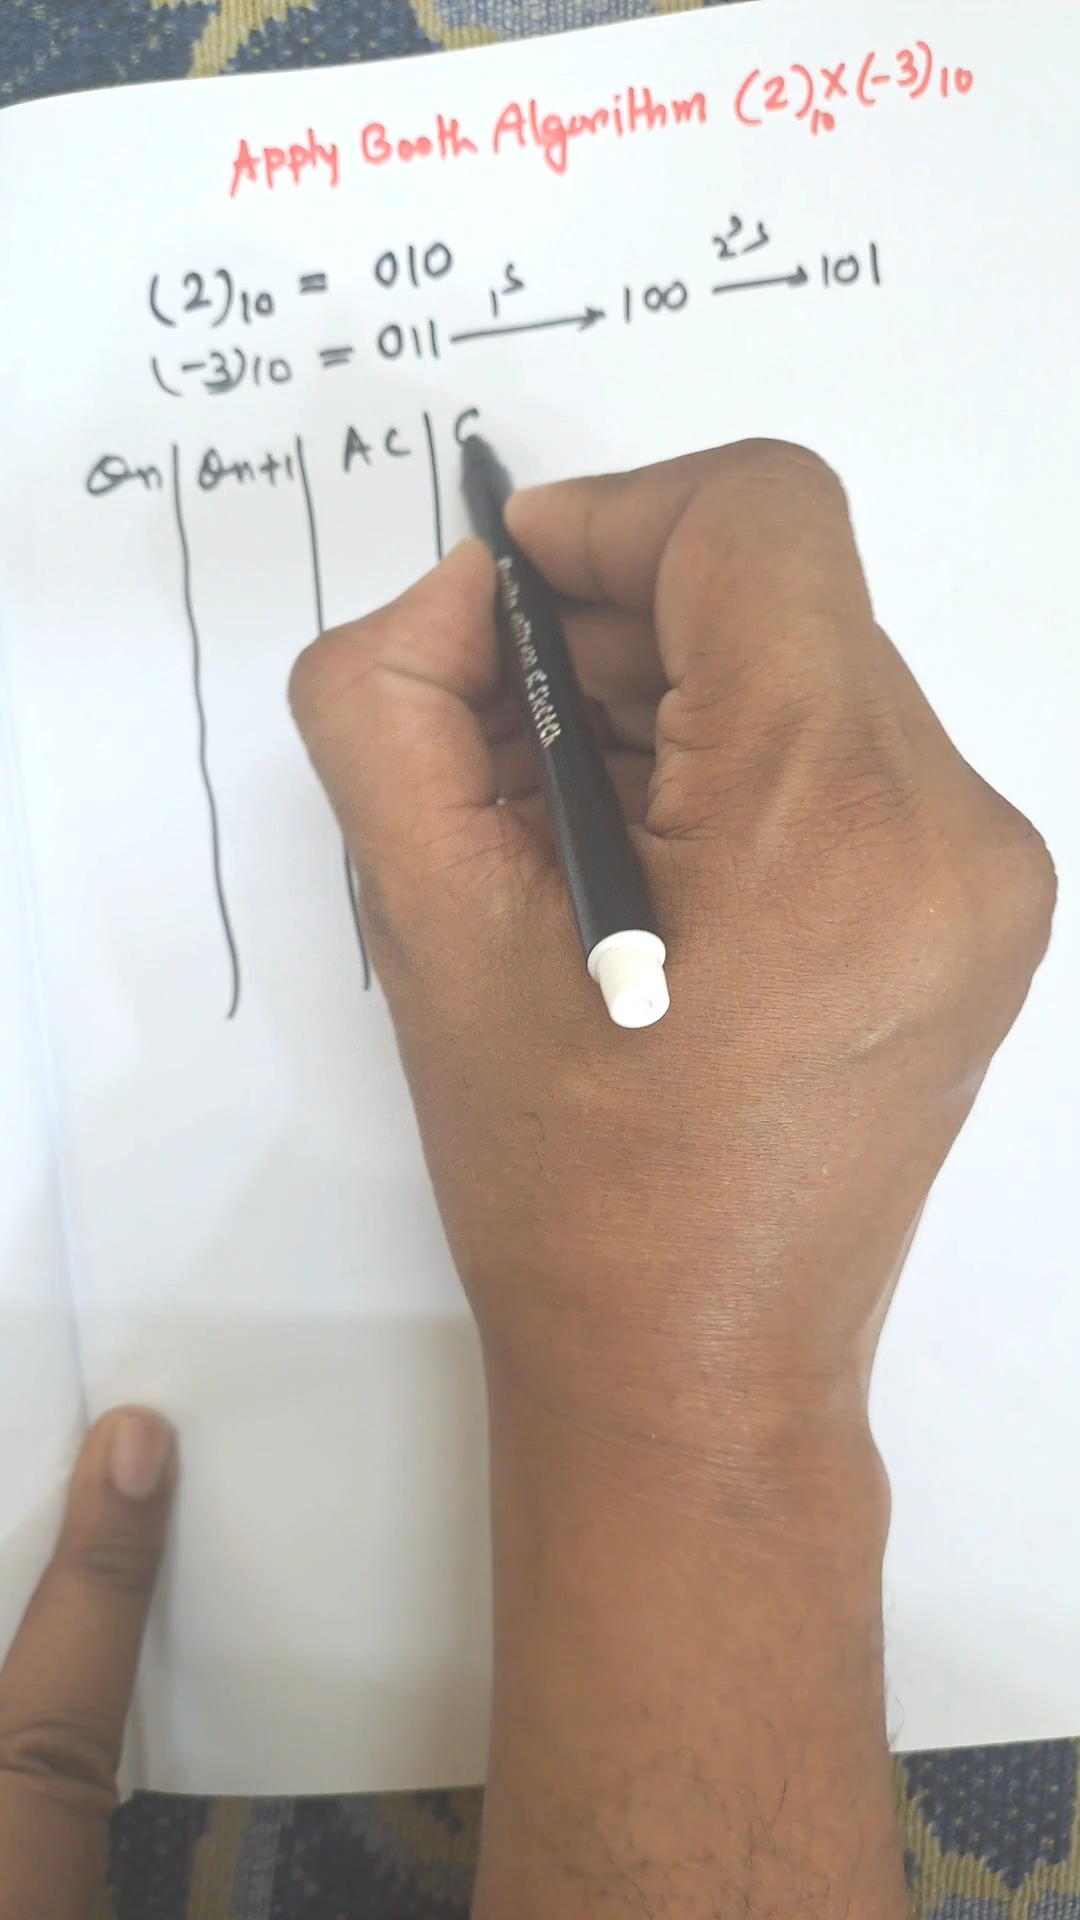 Apply Booth Algorithm (2)₁₀×(-3)₁₀
(2)₁₀ = 010
(-3)₁₀ = 011 1's → 100 2's → 101
Qn | Qn+1 | AC |
Sketch